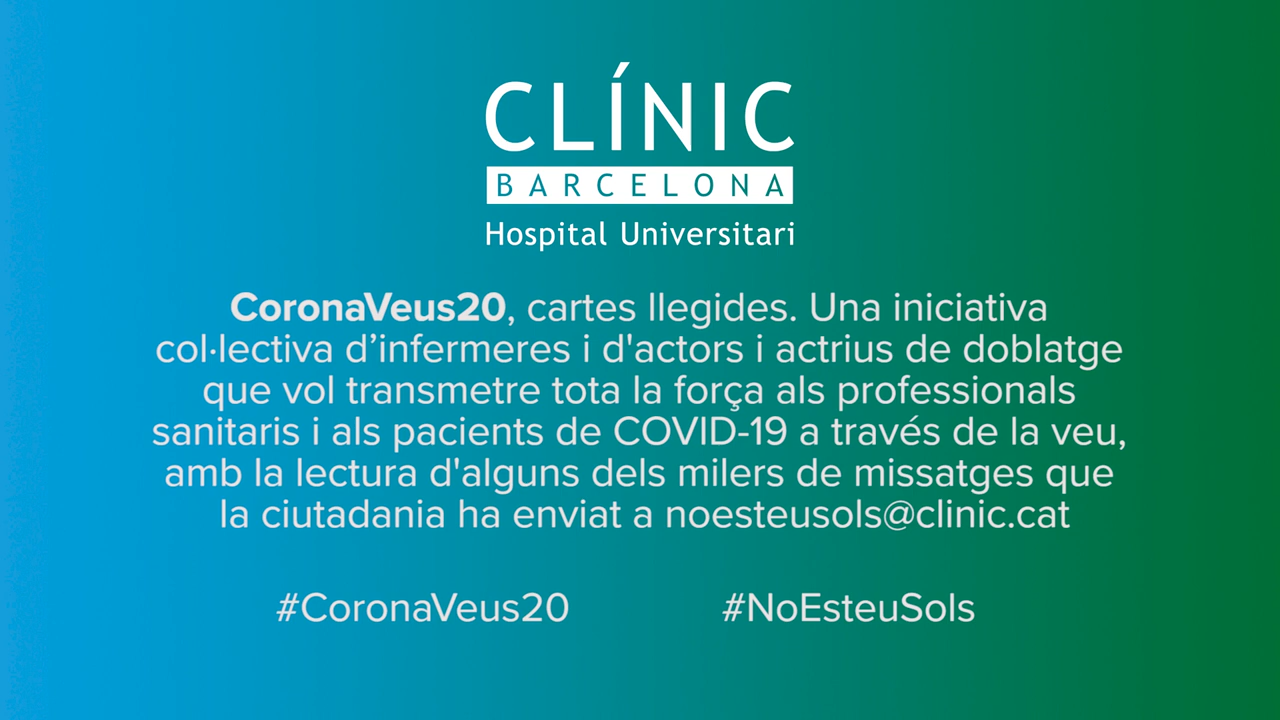 CLÍNIC
BARCELONA
Hospital Universitari
CoronaVeus20, cartes llegides. Una iniciativa
col·lectiva d’infermeres i d'actors i actrius de doblatge
que vol transmetre tota la força als professionals
sanitaris i als pacients de COVID-19 a través de la veu,
amb la lectura d'alguns dels milers de missatges que
la ciutadania ha enviat a noesteusols@clinic.cat
#CoronaVeus20 #NoEsteuSols